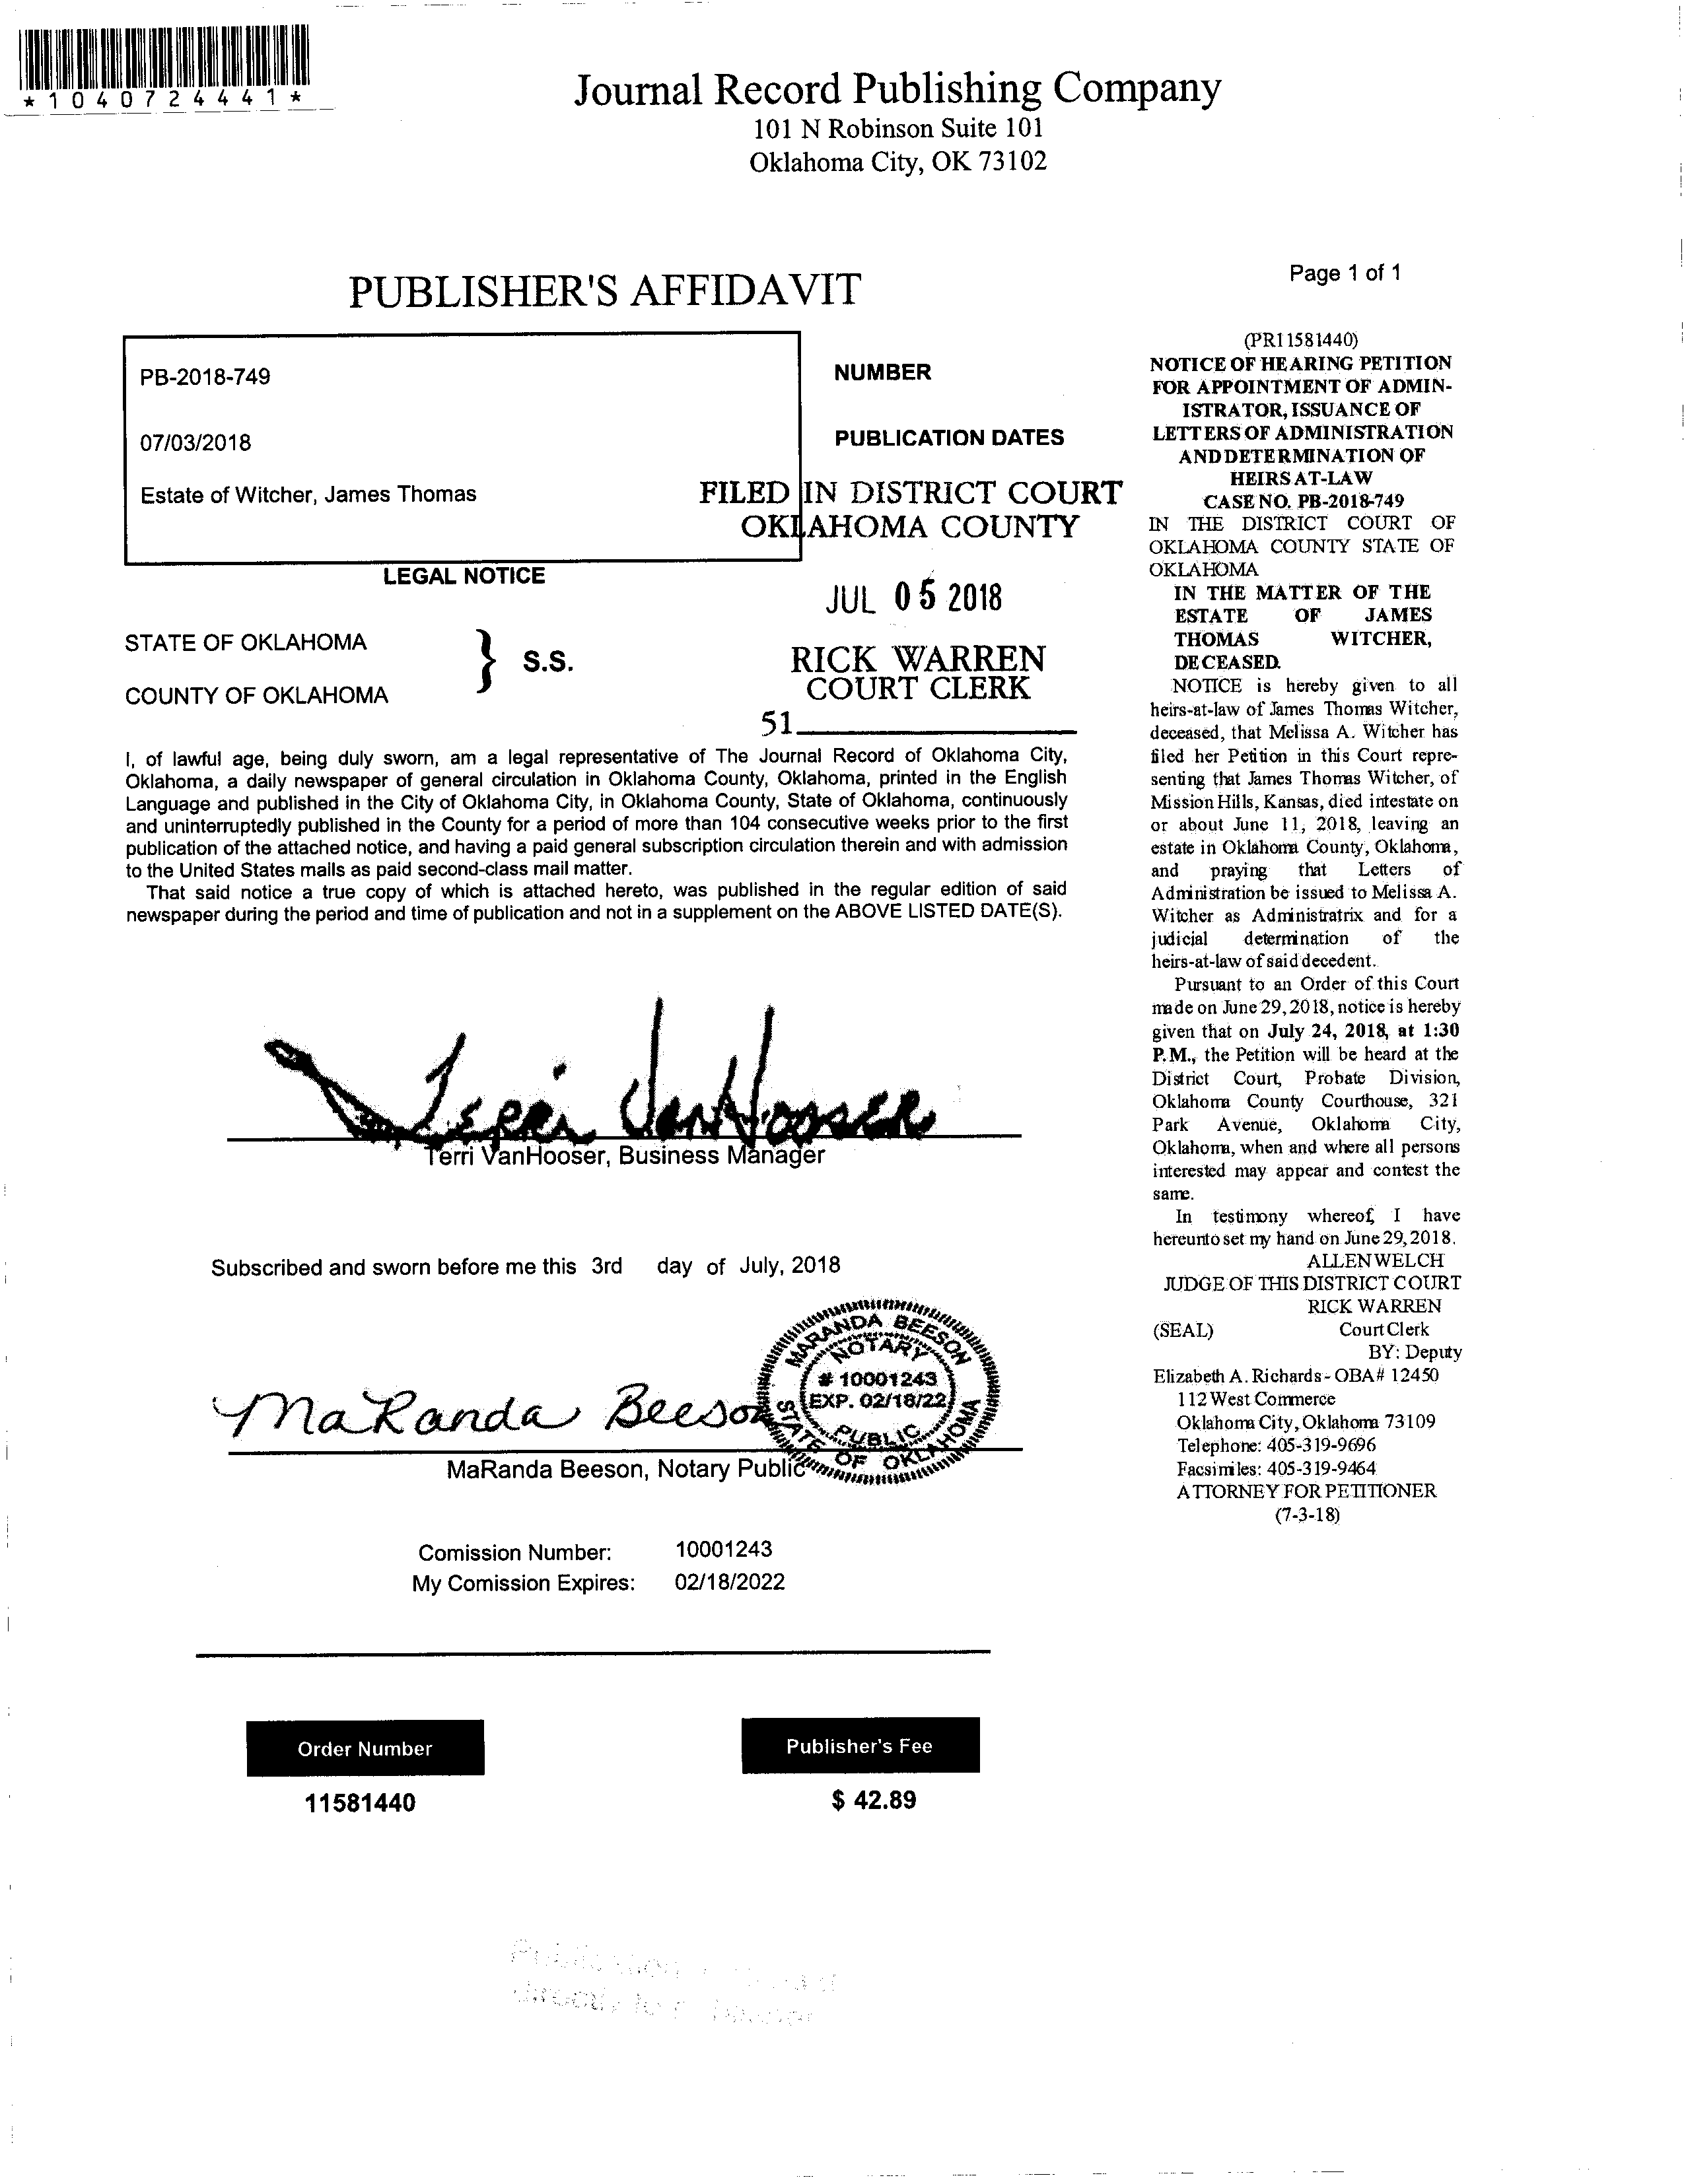 *1040724441*
Journal Record Publishing Company
101 N Robinson Suite 101
Oklahoma City, OK 73102
PUBLISHER'S AFFIDAVIT
PB-2018-749
NUMBER
07/03/2018
PUBLICATION DATES
Estate of Witcher, James Thomas
FILED IN DISTRICT COURT
OKLAHOMA COUNTY
LEGAL NOTICE
JUL 05 2018
STATE OF OKLAHOMA
} S.S.
COUNTY OF OKLAHOMA
RICK WARREN
COURT CLERK
51
I, of lawful age, being duly sworn, am a legal representative of The Journal Record of Oklahoma City,
Oklahoma, a daily newspaper of general circulation in Oklahoma County, Oklahoma, printed in the English
Language and published in the City of Oklahoma City, in Oklahoma County, State of Oklahoma, continuously
and uninterruptedly published in the County for a period of more than 104 consecutive weeks prior to the first
publication of the attached notice, and having a paid general subscription circulation therein and with admission
to the United States mails as paid second-class mail matter.
That said notice a true copy of which is attached hereto, was published in the regular edition of said
newspaper during the period and time of publication and not in a supplement on the ABOVE LISTED DATE(S).
Terri VanHooser
Terri VanHooser, Business Manager
Subscribed and sworn before me this 3rd day of July, 2018
MaRanda Beeson
MARANDA BEESON
NOTARY
# 10001243
EXP. 02/18/22
PUBLIC
STATE OF OKLAHOMA
MaRanda Beeson, Notary Public
Comission Number: 10001243
My Comission Expires: 02/18/2022
Order Number
Publisher's Fee
11581440
$ 42.89
Page 1 of 1
(PR11581440)
NOTICE OF HEARING PETITION
FOR APPOINTMENT OF ADMIN-
ISTRATOR, ISSUANCE OF
LETTERS OF ADMINISTRATION
AND DETERMINATION OF
HEIRS AT-LAW
CASE NO. PB-2018-749
IN THE DISTRICT COURT OF
OKLAHOMA COUNTY STATE OF
OKLAHOMA
IN THE MATTER OF THE
ESTATE OF JAMES
THOMAS WITCHER,
DECEASED.
NOTICE is hereby given to all
heirs-at-law of James Thomas Witcher,
deceased, that Melissa A. Witcher has
filed her Petition in this Court repre-
senting that James Thomas Witcher, of
Mission Hills, Kansas, died intestate on
or about June 11, 2018, leaving an
estate in Oklahoma County, Oklahoma,
and praying that Letters of
Administration be issued to Melissa A.
Witcher as Administratrix and for a
judicial determination of the
heirs-at-law of said decedent.
Pursuant to an Order of this Court
made on June 29, 2018, notice is hereby
given that on July 24, 2018, at 1:30
P.M., the Petition will be heard at the
District Court, Probate Division,
Oklahoma County Courthouse, 321
Park Avenue, Oklahoma City,
Oklahoma, when and where all persons
interested may appear and contest the
same.
In testimony whereof, I have
hereunto set my hand on June 29, 2018.
ALLEN WELCH
JUDGE OF THIS DISTRICT COURT
RICK WARREN
(SEAL) Court Clerk
BY: Deputy
Elizabeth A. Richards - OBA# 12450
112 West Commerce
Oklahoma City, Oklahoma 73109
Telephone: 405-319-9696
Facsimiles: 405-319-9464
ATTORNEY FOR PETITIONER
(7-3-18)